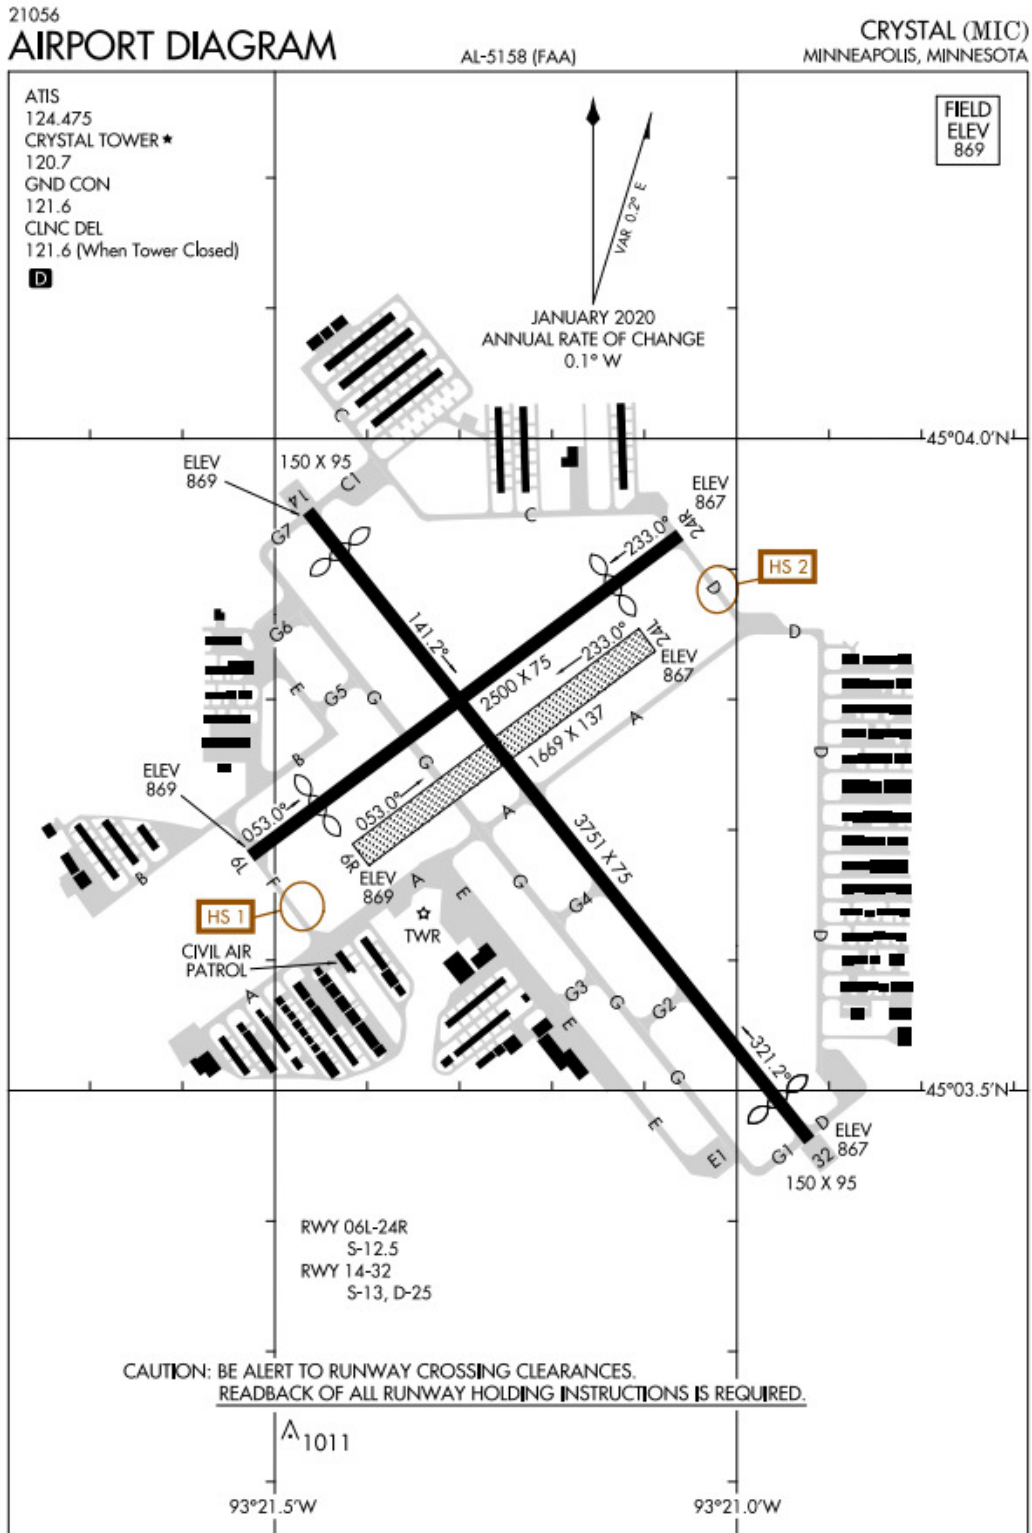 21056
AIRPORT DIAGRAM
AL-5158 (FAA)
CRYSTAL (MIC)
MINNEAPOLIS, MINNESOTA
ATIS
124.475
CRYSTAL TOWER ★
120.7
GND CON
121.6
CLNC DEL
121.6 (When Tower Closed)
D
FIELD
ELEV
869
VAR 0.2° E
JANUARY 2020
ANNUAL RATE OF CHANGE
0.1° W
C
45°04.0'N
ELEV
869
150 X 95
C1
14
ELEV
867
C
24R
G7
233.0°
HS 2
D
141.2°
G6
D
233.0°
24L
ELEV
867
E
G5
G
2500 X 75
A
1669 X 137
B
G
D
ELEV
869
053.0°
053.0°
A
3751 X 75
6L
6R
ELEV
869
B
F
A
E
G
G4
HS 1
TWR
D
CIVIL AIR
PATROL
A
G3
G
G2
E
321.2°
G
45°03.5'N
E
D
ELEV
867
E1
G1
32
150 X 95
RWY 06L-24R
S-12.5
RWY 14-32
S-13, D-25
CAUTION: BE ALERT TO RUNWAY CROSSING CLEARANCES.
READBACK OF ALL RUNWAY HOLDING INSTRUCTIONS IS REQUIRED.
1011
93°21.5'W
93°21.0'W